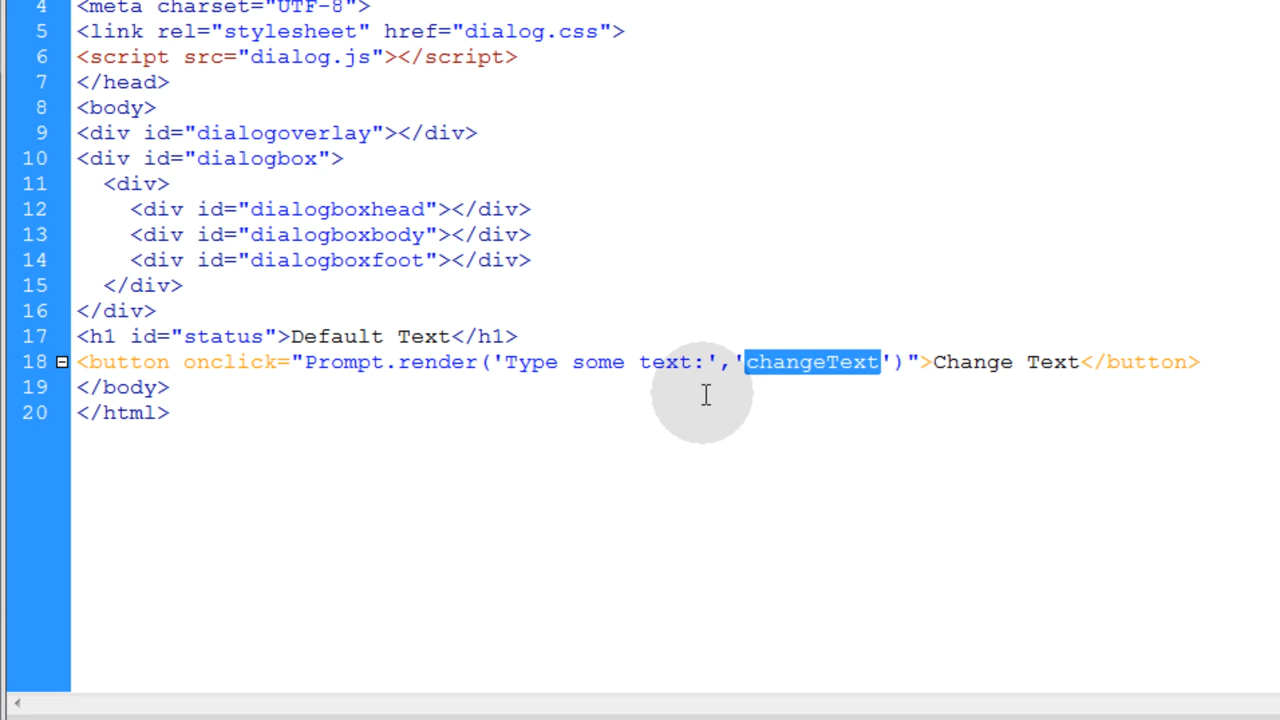 4 <meta charset="UTF-8">
5 <link rel="stylesheet" href="dialog.css">
6 <script src="dialog.js"></script>
7 </head>
8 <body>
9 <div id="dialogoverlay"></div>
10 <div id="dialogbox">
11   <div>
12     <div id="dialogboxhead"></div>
13     <div id="dialogboxbody"></div>
14     <div id="dialogboxfoot"></div>
15   </div>
16 </div>
17 <h1 id="status">Default Text</h1>
18 <button onclick="Prompt.render('Type some text:','changeText')">Change Text</button>
19 </body>
20 </html>